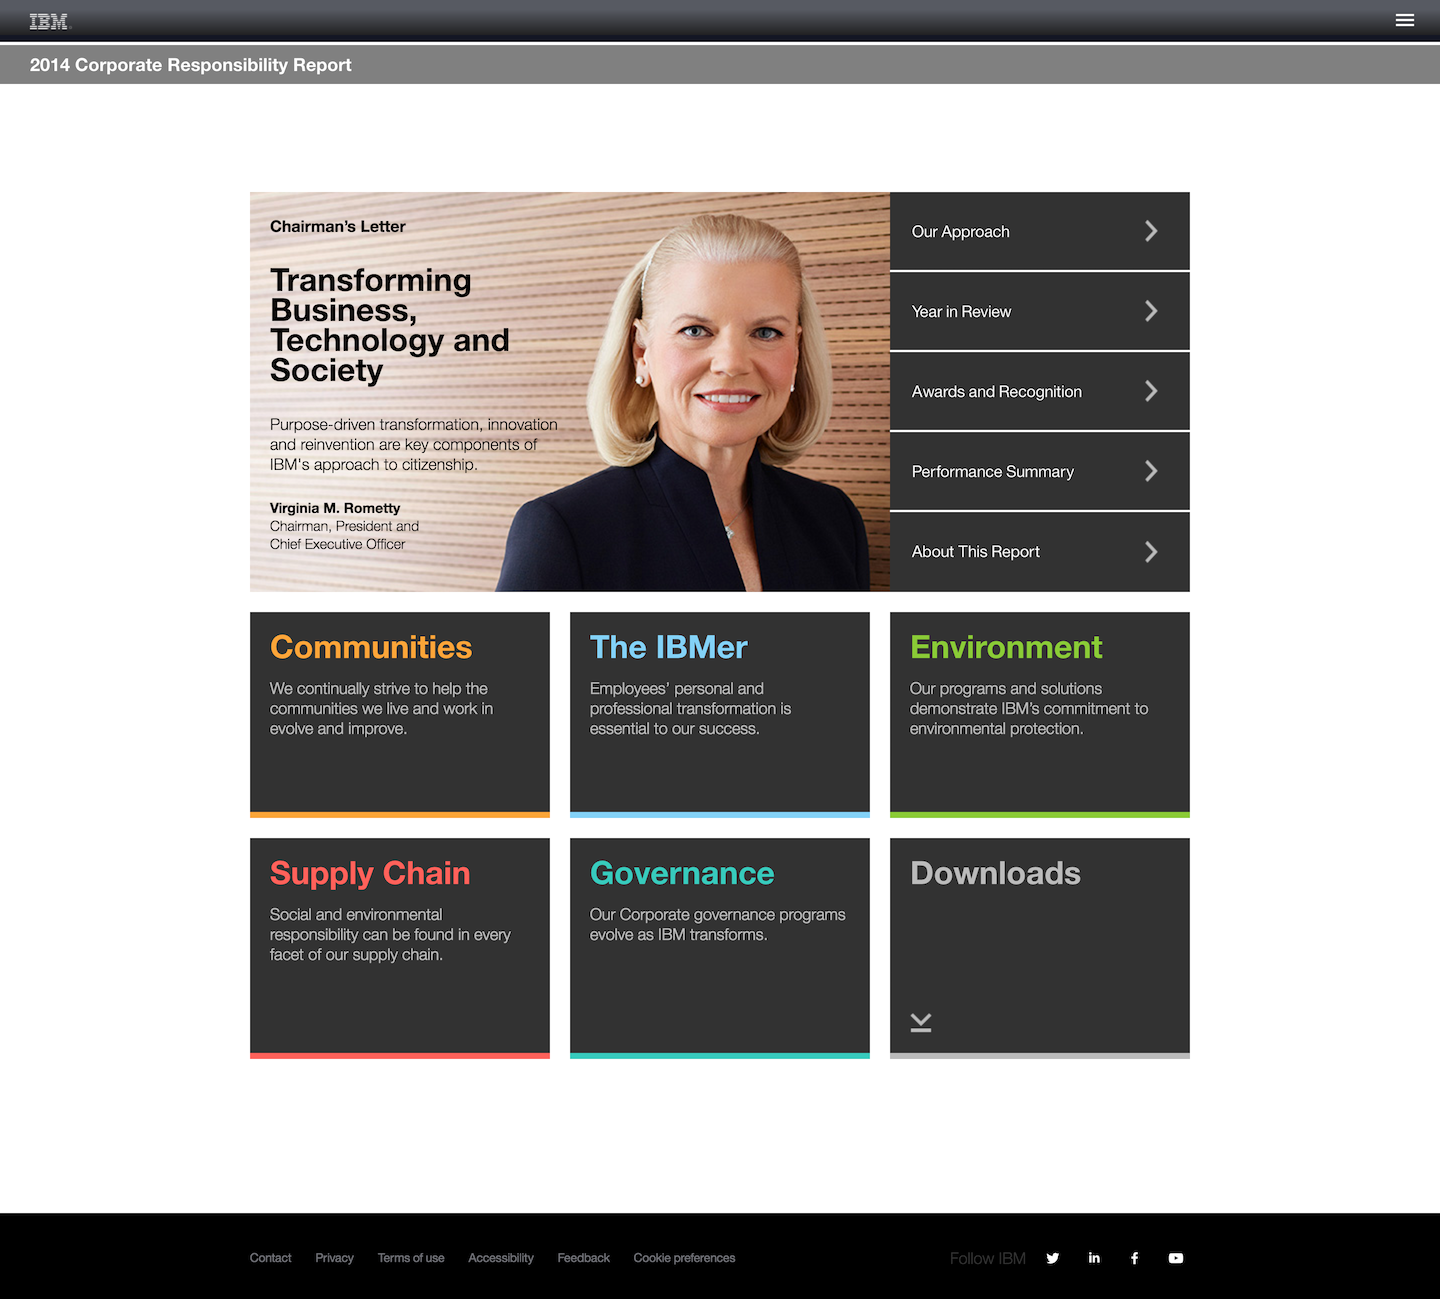 IBM
2014 Corporate Responsibility Report
Chairman’s Letter
Transforming
Business,
Technology and
Society
Purpose-driven transformation, innovation
and reinvention are key components of
IBM's approach to citizenship.
Virginia M. Rometty
Chairman, President and
Chief Executive Officer
Our Approach
Year in Review
Awards and Recognition
Performance Summary
About This Report
Communities
We continually strive to help the
communities we live and work in
evolve and improve.
The IBMer
Employees’ personal and
professional transformation is
essential to our success.
Environment
Our programs and solutions
demonstrate IBM’s commitment to
environmental protection.
Supply Chain
Social and environmental
responsibility can be found in every
facet of our supply chain.
Governance
Our Corporate governance programs
evolve as IBM transforms.
Downloads
Contact Privacy Terms of use Accessibility Feedback Cookie preferences
Follow IBM